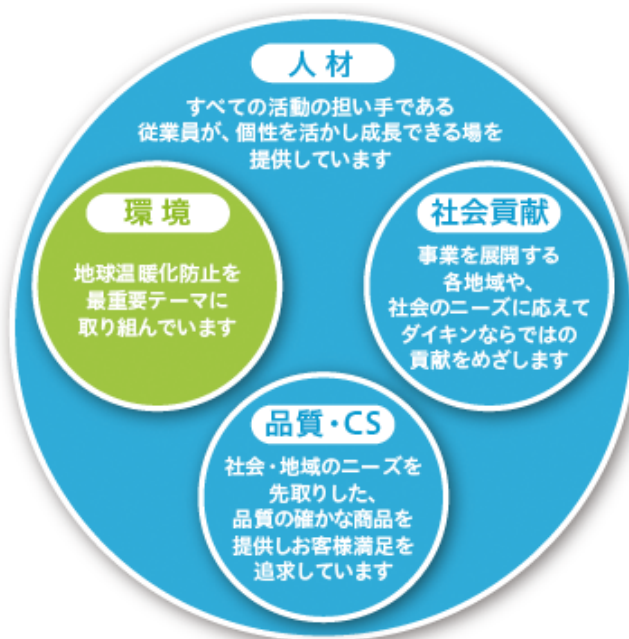 人材
すべての活動の担い手である
従業員が、個性を活かし成長できる場を
提供しています
環境
地球温暖化防止を
最重要テーマに
取り組んでいます
社会貢献
事業を展開する
各地域や、
社会のニーズに応えて
ダイキンならではの
貢献をめざします
品質・CS
社会・地域のニーズを
先取りした、
品質の確かな商品を
提供しお客様満足を
追求しています